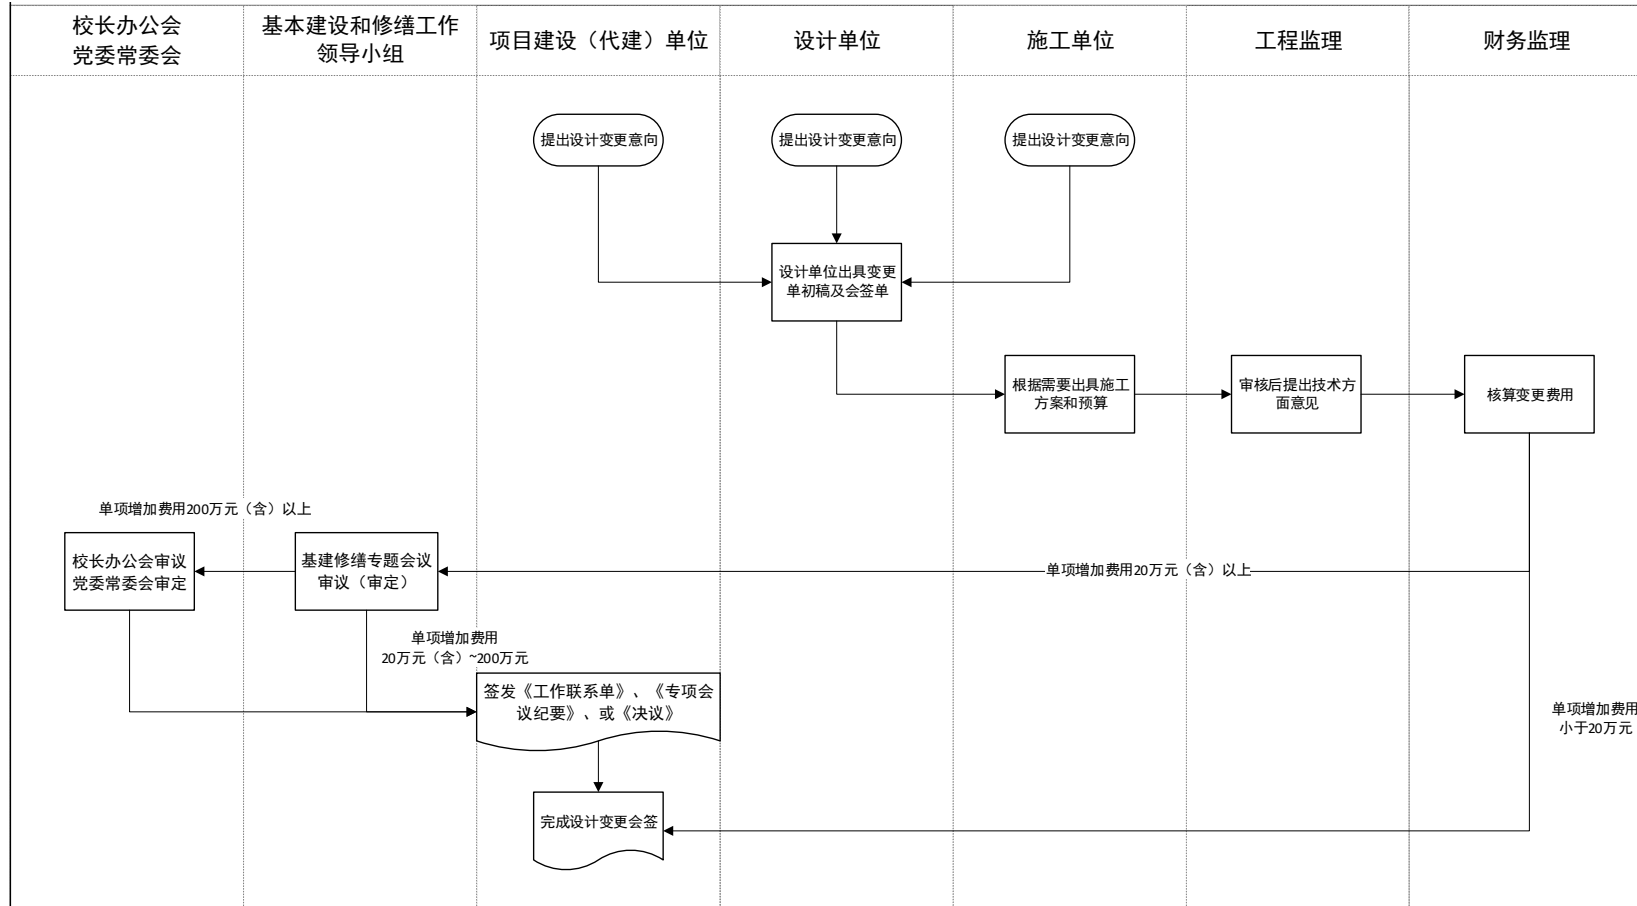 校长办公会
党委常委会
基本建设和修缮工作
领导小组
项目建设（代建）单位
设计单位
施工单位
工程监理
财务监理
提出设计变更意向
提出设计变更意向
提出设计变更意向
设计单位出具变更
单初稿及会签单
根据需要出具施工
方案和预算
审核后提出技术方
面意见
核算变更费用
单项增加费用200万元（含）以上
校长办公会审议
党委常委会审定
基建修缮专题会议
审议（审定）
单项增加费用20万元（含）以上
单项增加费用
20万元（含）~200万元
签发《工作联系单》、《专项会
议纪要》、或《决议》
单项增加费用
小于20万元
完成设计变更会签